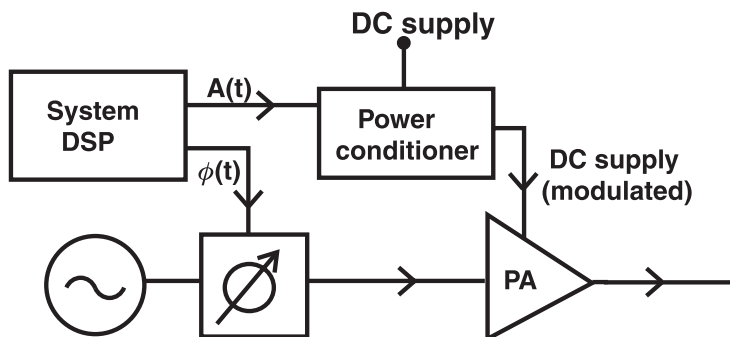 DC supply
System
DSP
A(t)
Power
conditioner
ϕ(t)
DC supply
(modulated)
PA